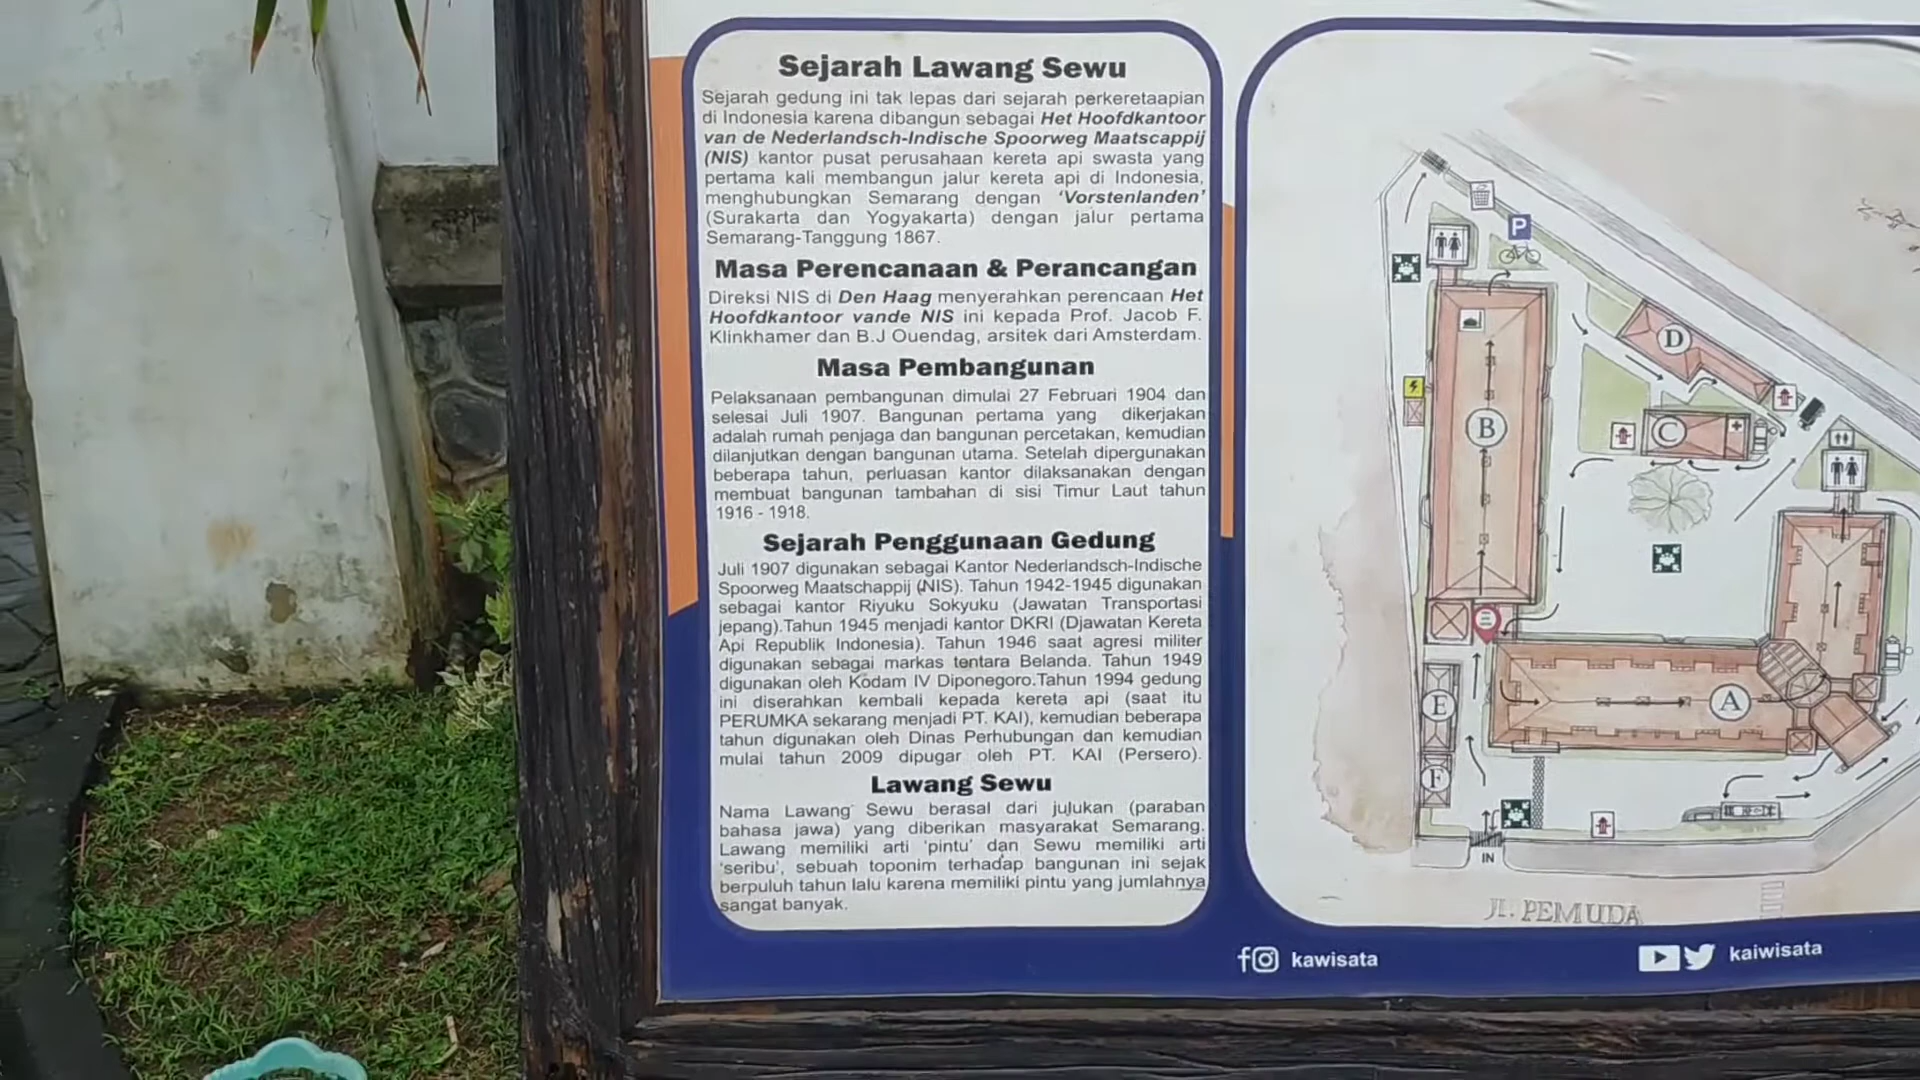 Sejarah Lawang Sewu
Sejarah gedung ini tak lepas dari sejarah perkeretaapian
di Indonesia karena dibangun sebagai Het Hoofdkantoor
van de Nederlandsch-Indische Spoorweg Maatscappij
(NIS) kantor pusat perusahaan kereta api swasta yang
pertama kali membangun jalur kereta api di Indonesia,
menghubungkan Semarang dengan ‘Vorstenlanden’
(Surakarta dan Yogyakarta) dengan jalur pertama
Semarang-Tanggung 1867.
Masa Perencanaan & Perancangan
Direksi NIS di Den Haag menyerahkan perencaan Het
Hoofdkantoor vande NIS ini kepada Prof. Jacob F.
Klinkhamer dan B.J Ouendag, arsitek dari Amsterdam.
Masa Pembangunan
Pelaksanaan pembangunan dimulai 27 Februari 1904 dan
selesai Juli 1907. Bangunan pertama yang dikerjakan
adalah rumah penjaga dan bangunan percetakan, kemudian
dilanjutkan dengan bangunan utama. Setelah dipergunakan
beberapa tahun, perluasan kantor dilaksanakan dengan
membuat bangunan tambahan di sisi Timur Laut tahun
1916 - 1918.
Sejarah Penggunaan Gedung
Juli 1907 digunakan sebagai Kantor Nederlandsch-Indische
Spoorweg Maatschappij (NIS). Tahun 1942-1945 digunakan
sebagai kantor Riyuku Sokyuku (Jawatan Transportasi
jepang).Tahun 1945 menjadi kantor DKRI (Djawatan Kereta
Api Republik Indonesia). Tahun 1946 saat agresi militer
digunakan sebagai markas tentara Belanda. Tahun 1949
digunakan oleh Kodam IV Diponegoro.Tahun 1994 gedung
ini diserahkan kembali kepada kereta api (saat itu
PERUMKA sekarang menjadi PT. KAI), kemudian beberapa
tahun digunakan oleh Dinas Perhubungan dan kemudian
mulai tahun 2009 dipugar oleh PT. KAI (Persero).
Lawang Sewu
Nama Lawang Sewu berasal dari julukan (paraban
bahasa jawa) yang diberikan masyarakat Semarang.
Lawang memiliki arti ‘pintu’ dan Sewu memiliki arti
‘seribu’, sebuah toponim terhadap bangunan ini sejak
berpuluh tahun lalu karena memiliki pintu yang jumlahnya
sangat banyak.
P
D
B
C
A
E
F
IN
JL. PEMUDA
kawisata
kaiwisata